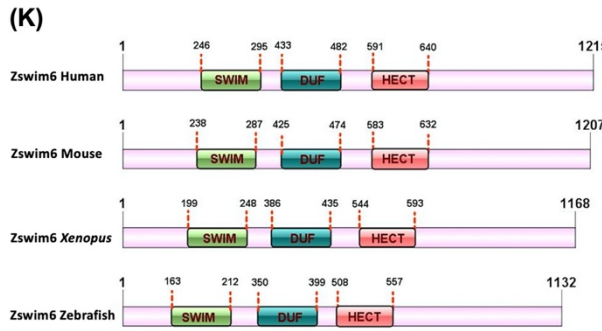 (K)
1 246 295 433 482 591 640 1215
Zswim6 Human SWIM DUF HECT
1 238 287 425 474 583 632 1207
Zswim6 Mouse SWIM DUF HECT
1 199 248 386 435 544 593 1168
Zswim6 Xenopus SWIM DUF HECT
1 163 212 350 399 508 557 1132
Zswim6 Zebrafish SWIM DUF HECT